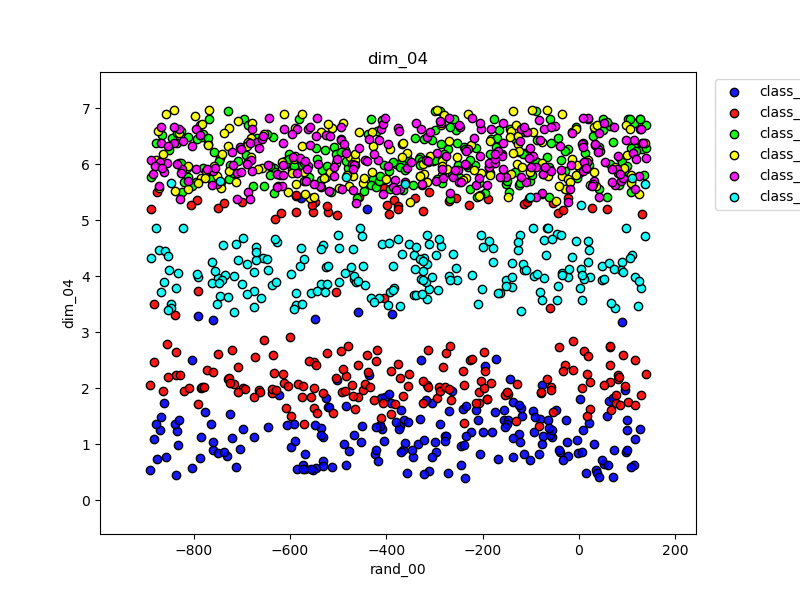 dim_04
7
6
5
4
3
2
1
0
dim_04
−800
−600
−400
−200
0
200
rand_00
class_
class_
class_
class_
class_
class_